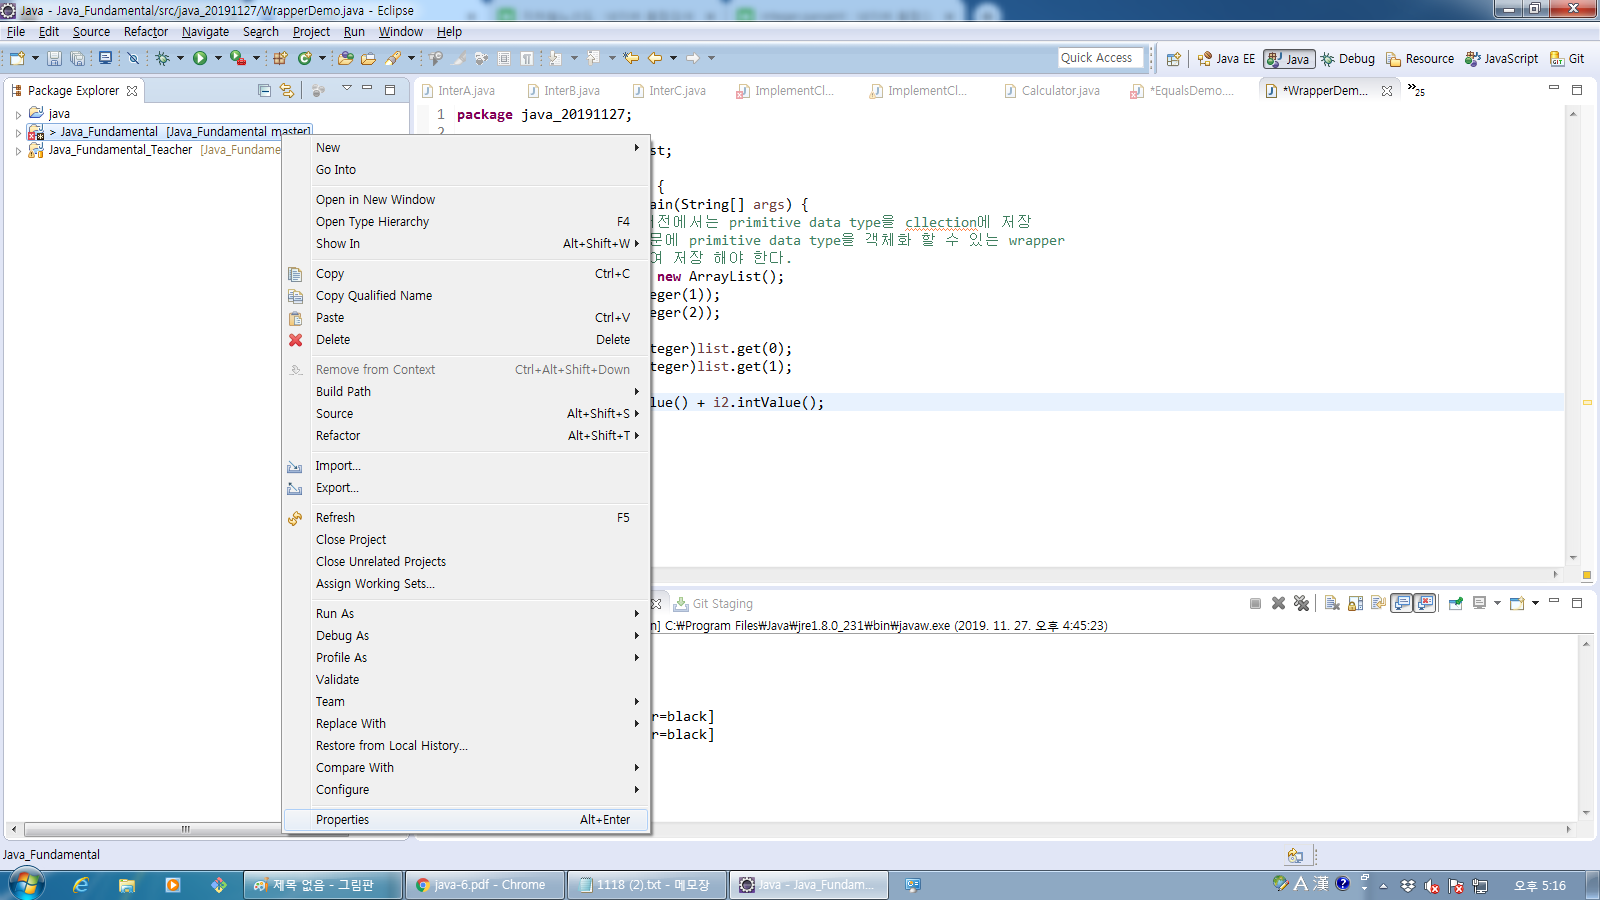 Java - Java_Fundamental/src/java_20191127/WrapperDemo.java - Eclipse
File Edit Source Refactor Navigate Search Project Run Window Help
Quick Access
Java EE Java Debug Resource JavaScript Git
Package Explorer
InterA.java InterB.java InterC.java ImplementCl... ImplementCl... Calculator.java *EqualsDemo.... *WrapperDem... »25
java
> Java_Fundamental [Java_Fundamental master]
Java_Fundamental_Teacher [Java_Fundame
1 package java_20191127;
2
st;
{
ain(String[] args) {
전에서는 primitive data type을 cllection에 저장
문에 primitive data type을 객체화 할 수 있는 wrapper
여 저장 해야 한다.
new ArrayList();
eger(1));
eger(2));
teger)list.get(0);
teger)list.get(1);
lue() + i2.intValue();
New
Go Into
Open in New Window
Open Type Hierarchy F4
Show In Alt+Shift+W
Copy Ctrl+C
Copy Qualified Name
Paste Ctrl+V
Delete Delete
Remove from Context Ctrl+Alt+Shift+Down
Build Path
Source Alt+Shift+S
Refactor Alt+Shift+T
Import...
Export...
Refresh F5
Close Project
Close Unrelated Projects
Assign Working Sets...
Run As
Debug As
Profile As
Validate
Team
Replace With
Restore from Local History...
Compare With
Configure
Properties Alt+Enter
Git Staging
n] C:₩Program Files₩Java₩jre1.8.0_231₩bin₩javaw.exe (2019. 11. 27. 오후 4:45:23)
r=black]
r=black]
Java_Fundamental
제목 없음 - 그림판 java-6.pdf - Chrome 1118 (2).txt - 메모장 Java - Java_Fundam...
A 漢 오후 5:16